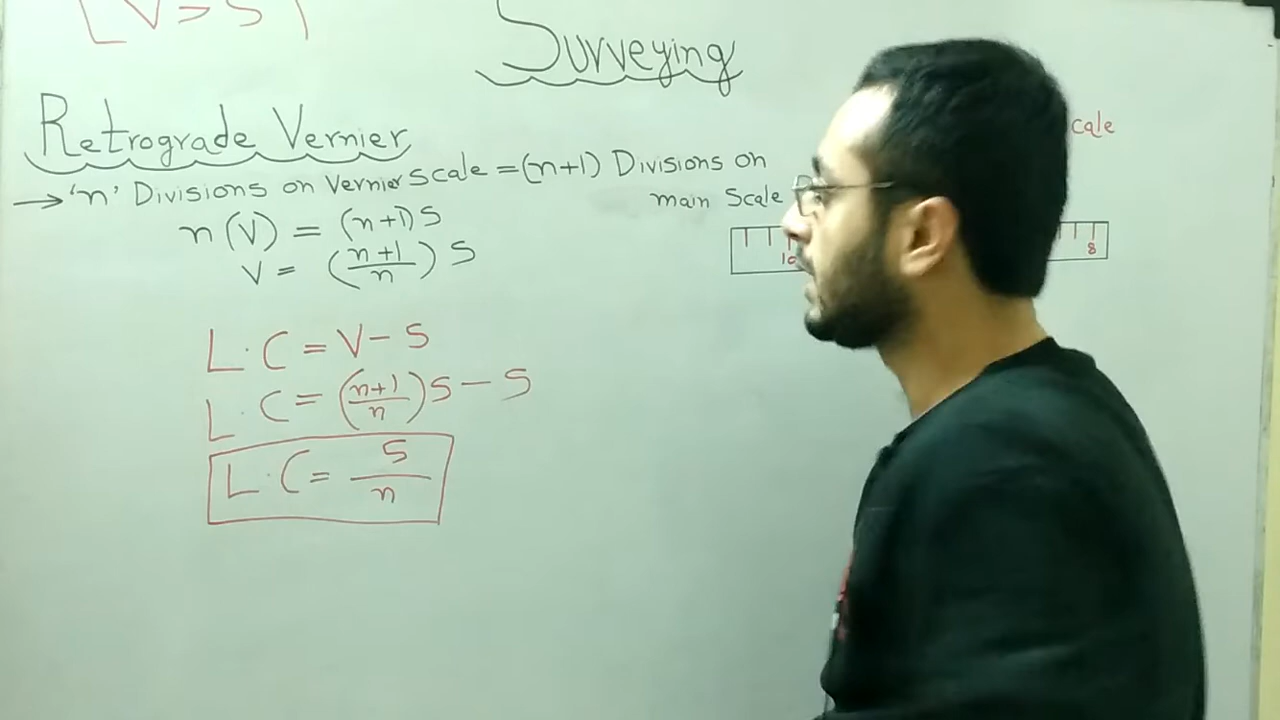 [V>S]
Surveying
Retrograde Vernier
→ 'n' Divisions on Vernier scale = (n+1) Divisions on
main Scale
n(V) = (n+1)S
V = (n+1/n) S
L.C = V - S
L.C = (n+1/n)S - S
L.C = S/n
cale
10
8